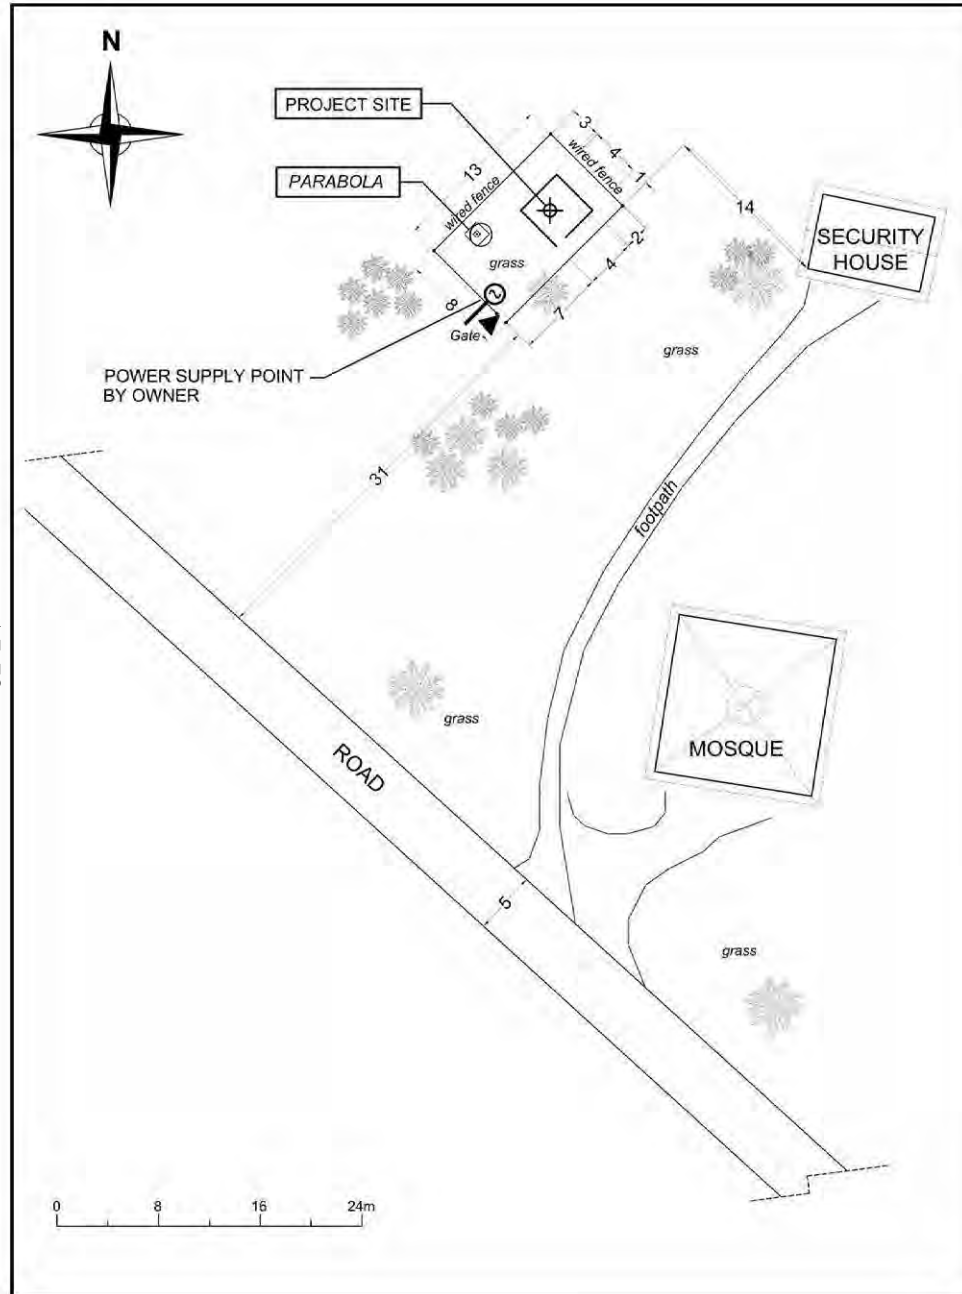 N
PROJECT SITE
PARABOLA
3
4
1
wired fence
13
wired fence
14
SECURITY
HOUSE
2
4
7
grass
8
Gate
grass
POWER SUPPLY POINT
BY OWNER
31
footpath
grass
MOSQUE
ROAD
5
grass
0 8 16 24m